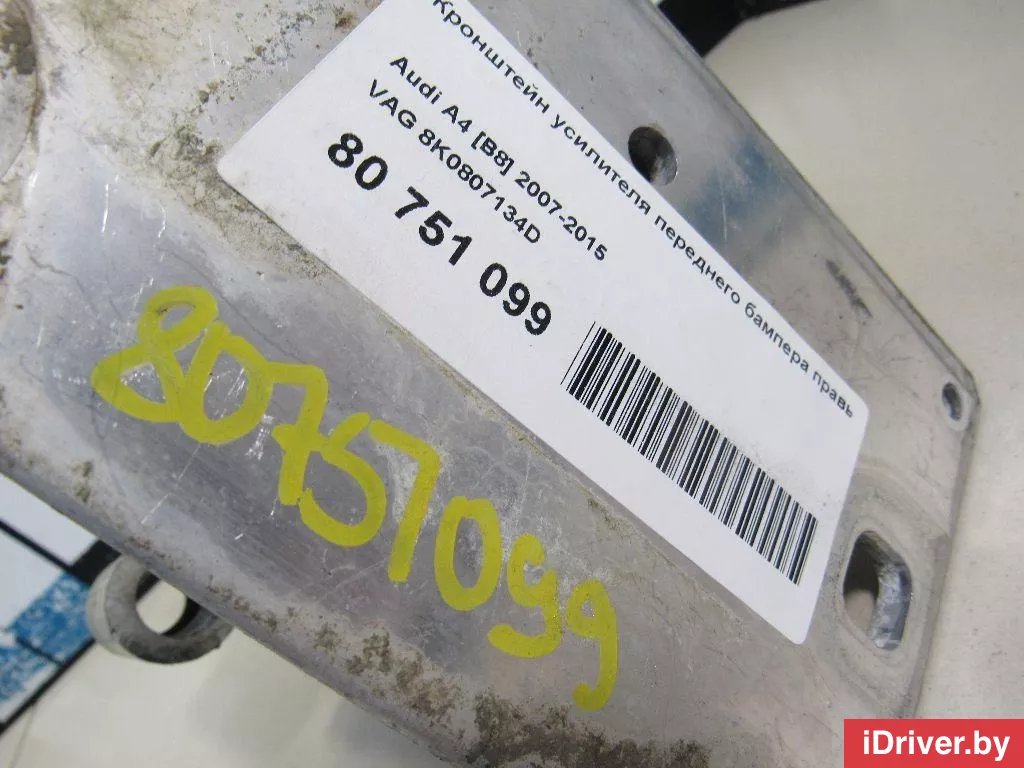 Кронштейн усилителя переднего бампера правь
Audi A4 [B8] 2007-2015
VAG 8K0807134D
80 751 099
80751099
iDriver.by